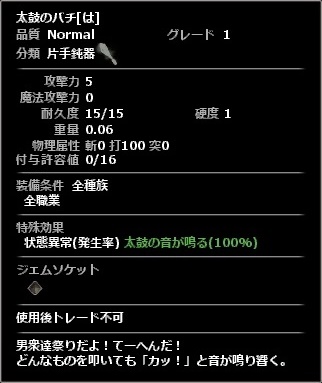 太鼓のバチ[は]
品質 Normal グレード 1
分類 片手鈍器
攻撃力 5
魔法攻撃力 0
耐久度 15/15 硬度 1
重量 0.06
物理属性 斬0 打100 突0
付与許容値 0/16
装備条件 全種族
全職業
特殊効果
状態異常(発生率) 太鼓の音が鳴る(100%)
ジェムソケット
使用後トレード不可
男衆達祭りだよ！てーへんだ！
どんなものを叩いても「カッ！」と音が鳴り響く。